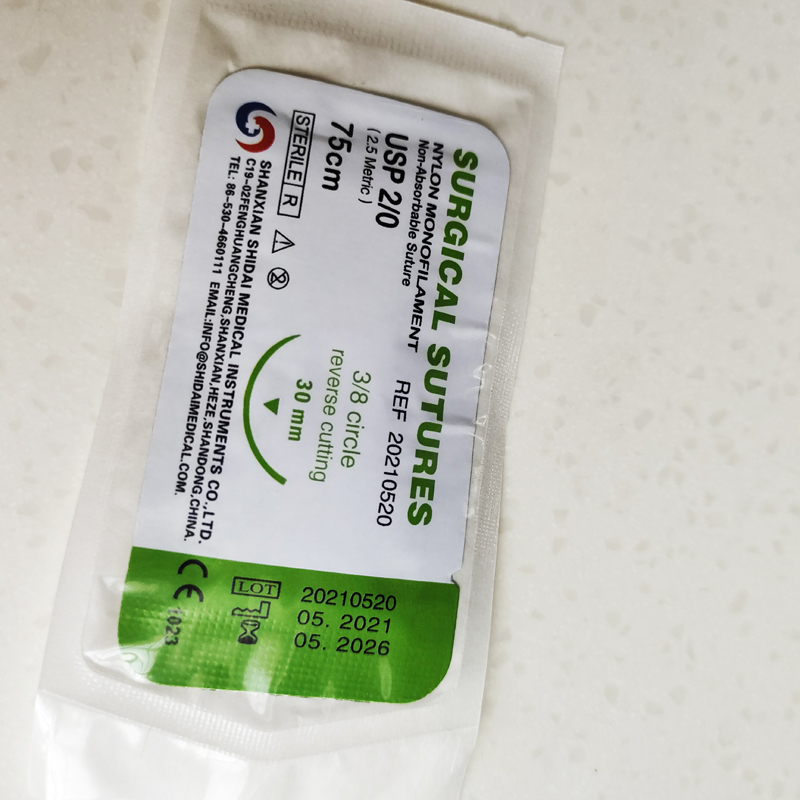 SURGICAL SUTURES
NYLON MONOFILAMENT
Non-Absorbable Suture
REF 20210520
USP 2/0
(2.5 Metric)
75cm
3/8 circle
reverse cutting
30 mm
STERILE R
2
SHANXIAN SHIDAI MEDICAL INSTRUMENTS CO.,LTD.
C19-02FENGHUANGCHENG,SHANXIAN,HEZE,SHANDONG,CHINA.
TEL: 86-530-4660111 EMAIL:INFO@SHIDAIMEDICAL.COM.
LOT 20210520
05. 2021
05. 2026
CE
1023